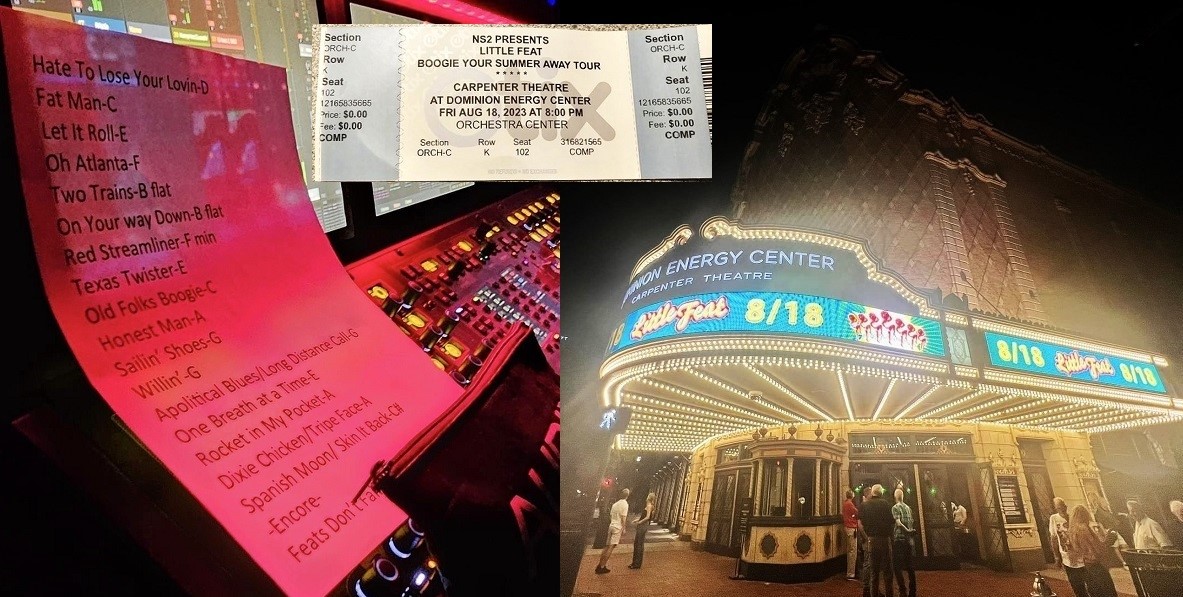 Hate To Lose Your Lovin-D
Fat Man-C
Let It Roll-E
Oh Atlanta-F
Two Trains-B flat
On Your way Down-B flat
Red Streamliner-F min
Texas Twister-E
Old Folks Boogie-C
Honest Man-A
Sailin' Shoes-G
Willin'-G
Apolitical Blues/Long Distance Call-G
One Breath at a Time-E
Rocket in My Pocket-A
Dixie Chicken/Tripe Face-A
Spanish Moon/ Skin It Back-C#
-Encore-
Feats Don't
Section
ORCH-C
Row
K
Seat
102
12165835665
Price: $0.00
Fee: $0.00
COMP
NS2 PRESENTS
LITTLE FEAT
BOOGIE YOUR SUMMER AWAY TOUR
*****
CARPENTER THEATRE
AT DOMINION ENERGY CENTER
FRI AUG 18, 2023 AT 8:00 PM
ORCHESTRA CENTER
Section Row Seat 316821565
ORCH-C K 102 COMP
Section
ORCH-C
Row
K
Seat
102
12165835665
Price: $0.00
Fee: $0.00
COMP
DOMINION ENERGY CENTER
CARPENTER THEATRE
Little Feat 8/18
8/18 Little Feat 8/18